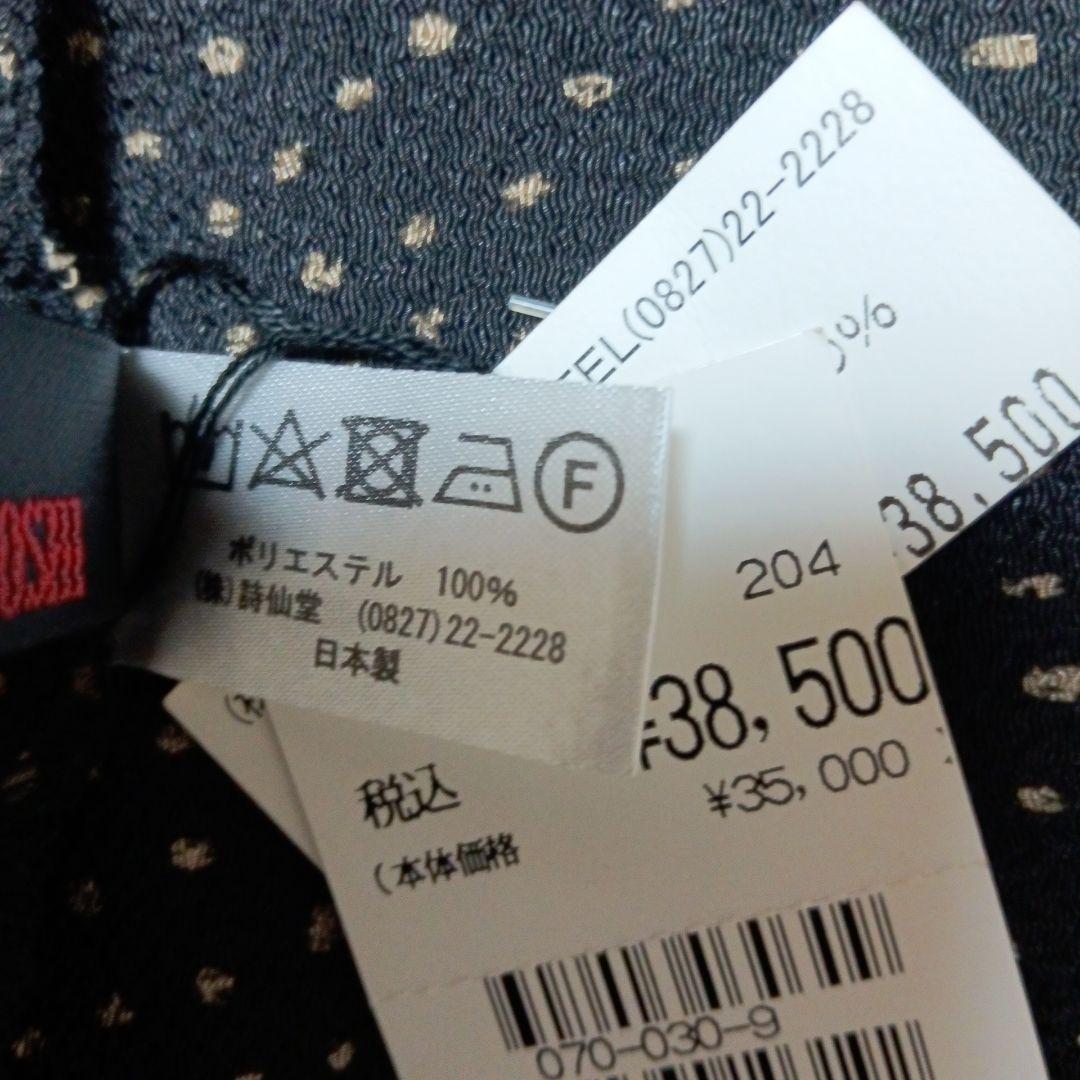 TEL(0827)22-2228
%
38,500
F
ポリエステル 100%
(株)詩仙堂 (0827)22-2228
日本製
204
¥38,500
税込
¥35,000
(本体価格
070-030-9